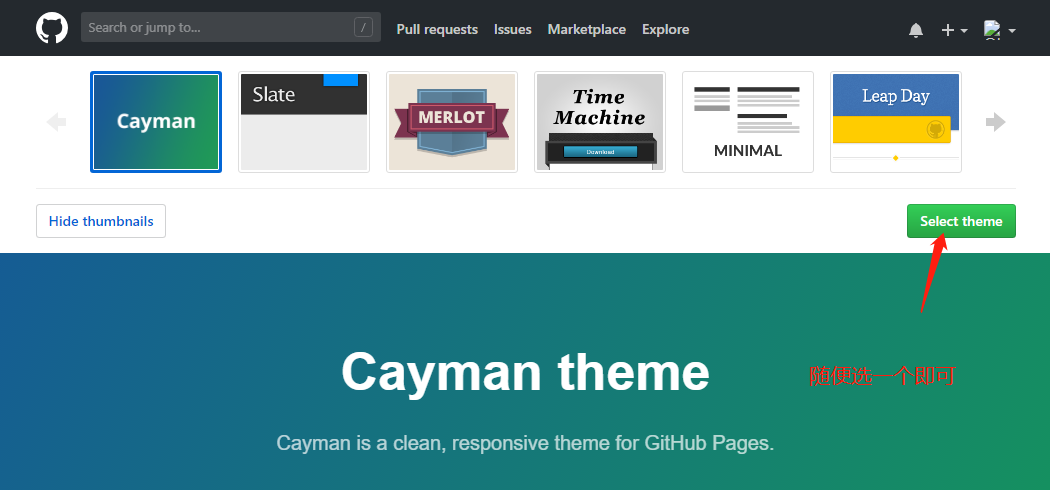 Search or jump to...
/
Pull requests
Issues
Marketplace
Explore
Cayman
Slate
MERLOT
Time
Machine
Download
MINIMAL
Leap Day
Hide thumbnails
Select theme
Cayman theme
随便选一个即可
Cayman is a clean, responsive theme for GitHub Pages.